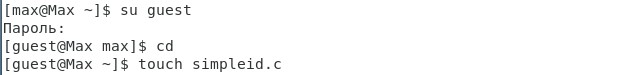 [max@Max ~]$ su guest
Пароль:
[guest@Max max]$ cd
[guest@Max ~]$ touch simpleid.c